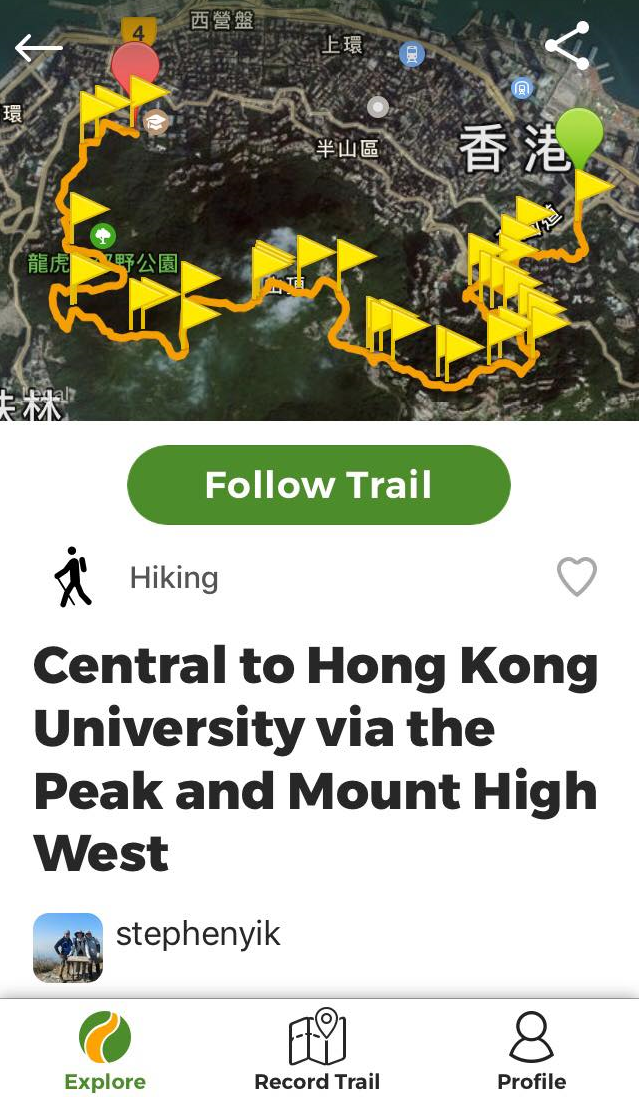 西營盤
4
上環
環
半山區
香港
龍虎
野公園
山頂
Legal
扶林
Follow Trail
Hiking
Central to Hong Kong
University via the
Peak and Mount High
West
stephenyik
Explore
Record Trail
Profile